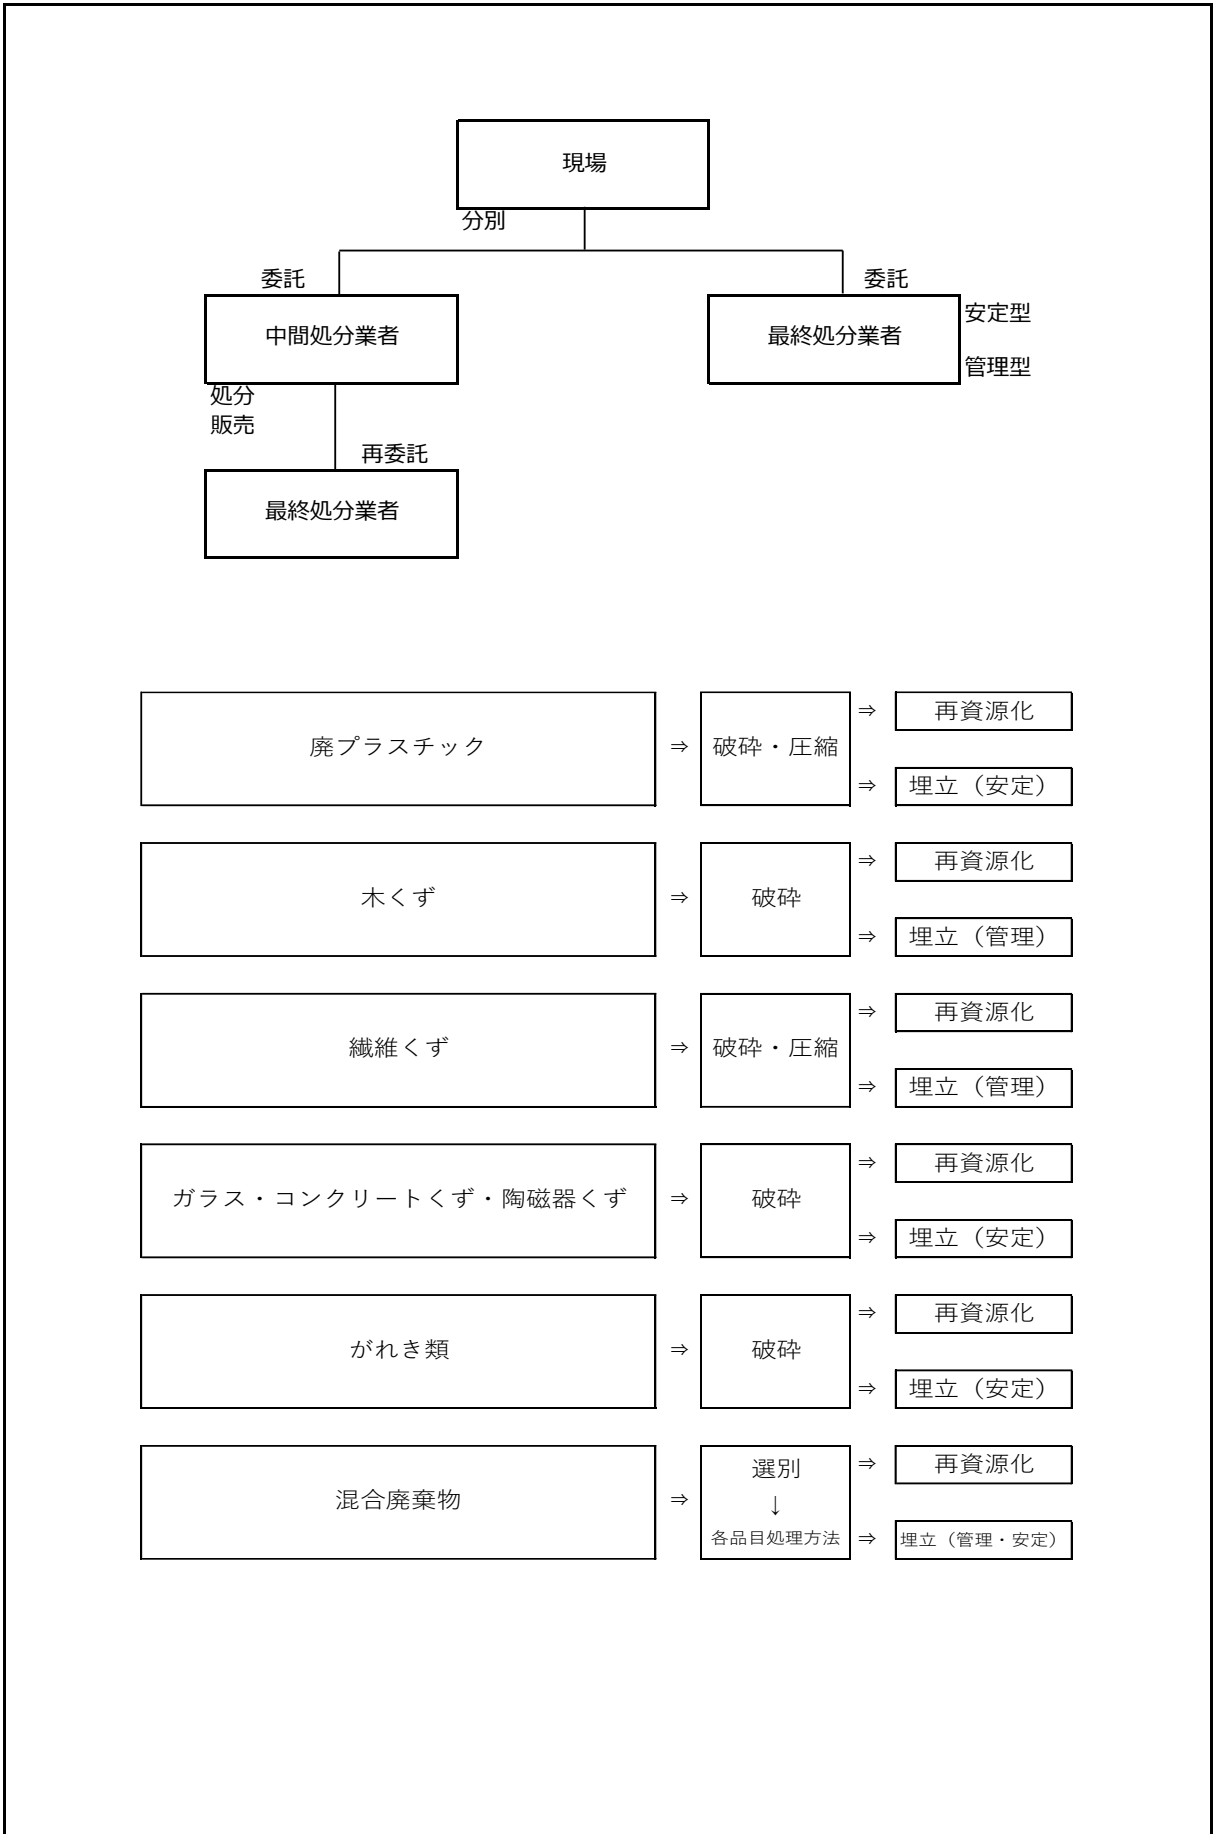 現場
分別
委託
委託
中間処分業者
最終処分業者
安定型
管理型
処分
販売
再委託
最終処分業者
廃プラスチック ⇒ 破砕・圧縮 ⇒ 再資源化
⇒ 埋立（安定）
木くず ⇒ 破砕 ⇒ 再資源化
⇒ 埋立（管理）
繊維くず ⇒ 破砕・圧縮 ⇒ 再資源化
⇒ 埋立（管理）
ガラス・コンクリートくず・陶磁器くず ⇒ 破砕 ⇒ 再資源化
⇒ 埋立（安定）
がれき類 ⇒ 破砕 ⇒ 再資源化
⇒ 埋立（安定）
混合廃棄物 ⇒ 選別 ⇒ 再資源化
↓
各品目処理方法 ⇒ 埋立（管理・安定）